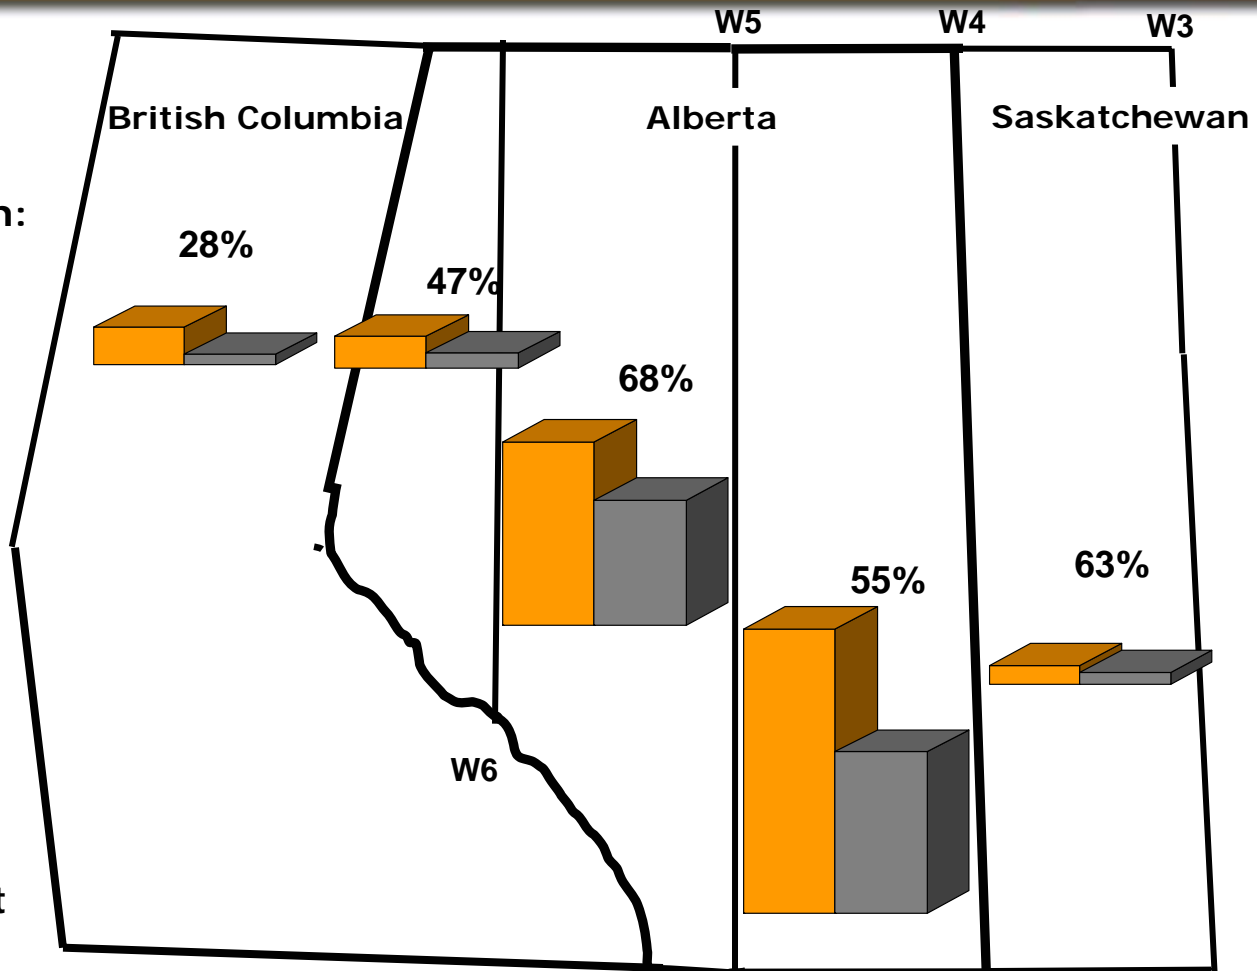 W5
W4
W3
British Columbia
Alberta
Saskatchewan
n:
28%
47%
68%
55%
63%
W6
t